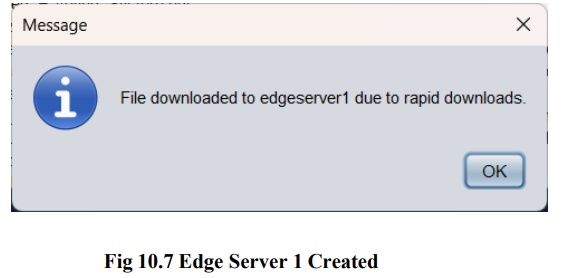 Message
File downloaded to edgeserver1 due to rapid downloads.
OK
Fig 10.7 Edge Server 1 Created